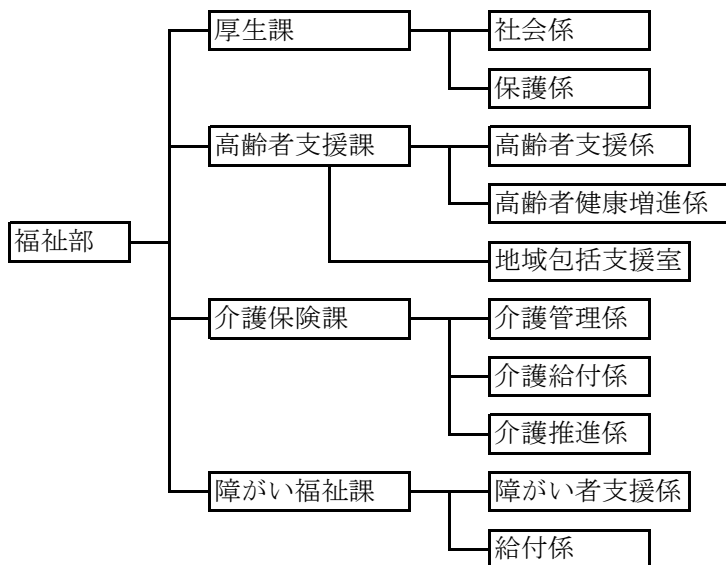 厚生課
社会係
保護係
高齢者支援課
高齢者支援係
高齢者健康増進係
福祉部
地域包括支援室
介護保険課
介護管理係
介護給付係
介護推進係
障がい福祉課
障がい者支援係
給付係